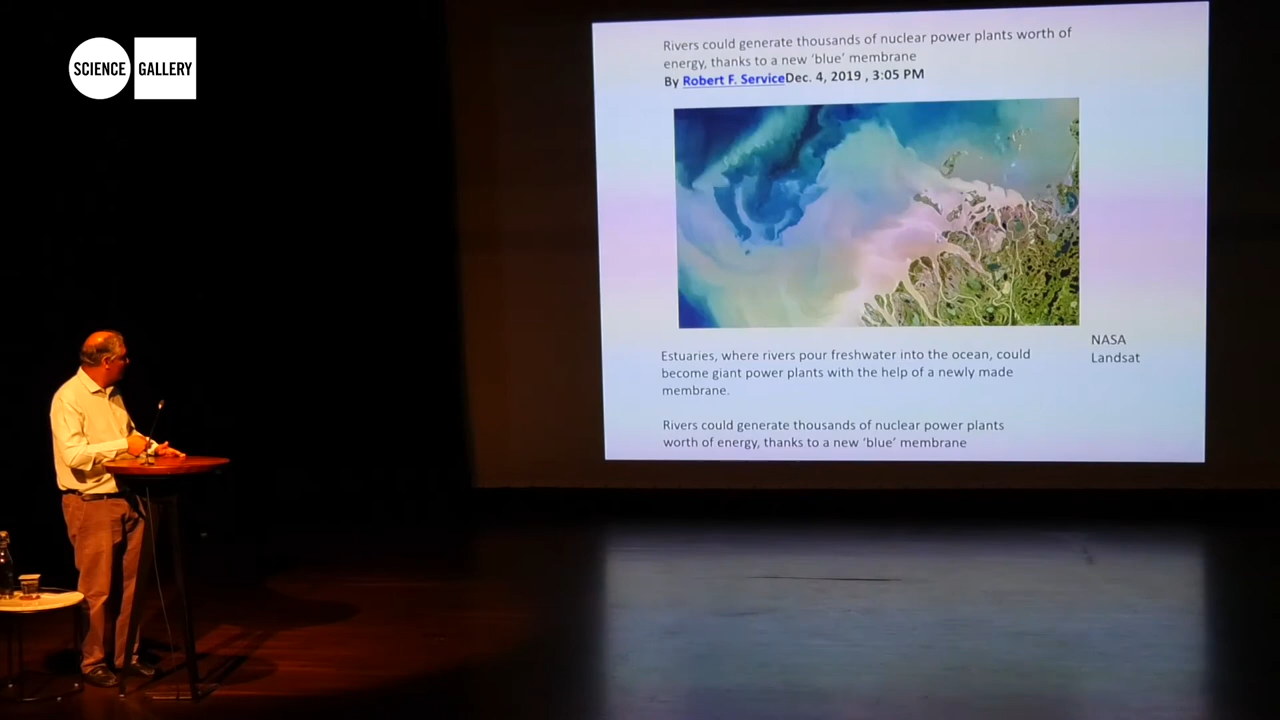 SCIENCE GALLERY
Rivers could generate thousands of nuclear power plants worth of
energy, thanks to a new ‘blue’ membrane
By Robert F. ServiceDec. 4, 2019 , 3:05 PM
NASA
Landsat
Estuaries, where rivers pour freshwater into the ocean, could
become giant power plants with the help of a newly made
membrane.
Rivers could generate thousands of nuclear power plants
worth of energy, thanks to a new ‘blue’ membrane